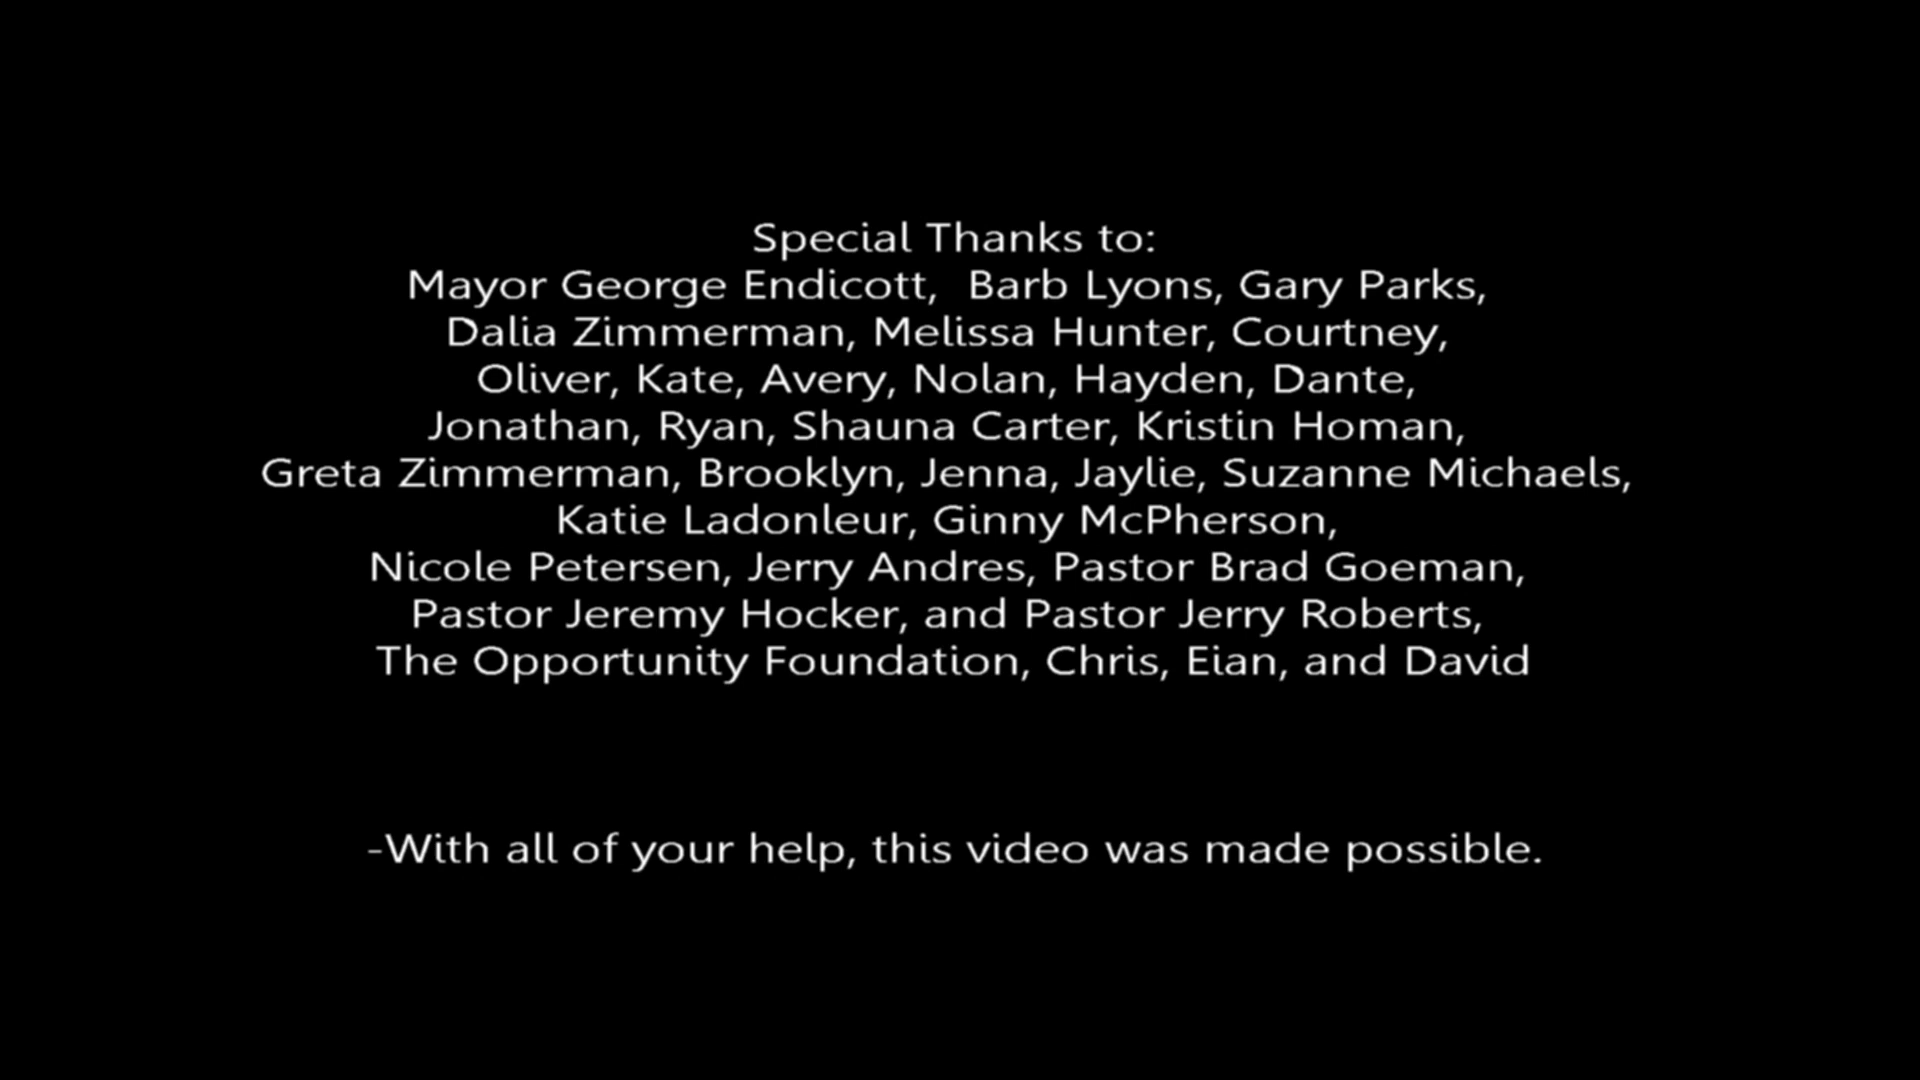 Special Thanks to:
Mayor George Endicott,  Barb Lyons, Gary Parks,
Dalia Zimmerman, Melissa Hunter, Courtney,
Oliver, Kate, Avery, Nolan, Hayden, Dante,
Jonathan, Ryan, Shauna Carter, Kristin Homan,
Greta Zimmerman, Brooklyn, Jenna, Jaylie, Suzanne Michaels,
Katie Ladonleur, Ginny McPherson,
Nicole Petersen, Jerry Andres, Pastor Brad Goeman,
Pastor Jeremy Hocker, and Pastor Jerry Roberts,
The Opportunity Foundation, Chris, Eian, and David
-With all of your help, this video was made possible.